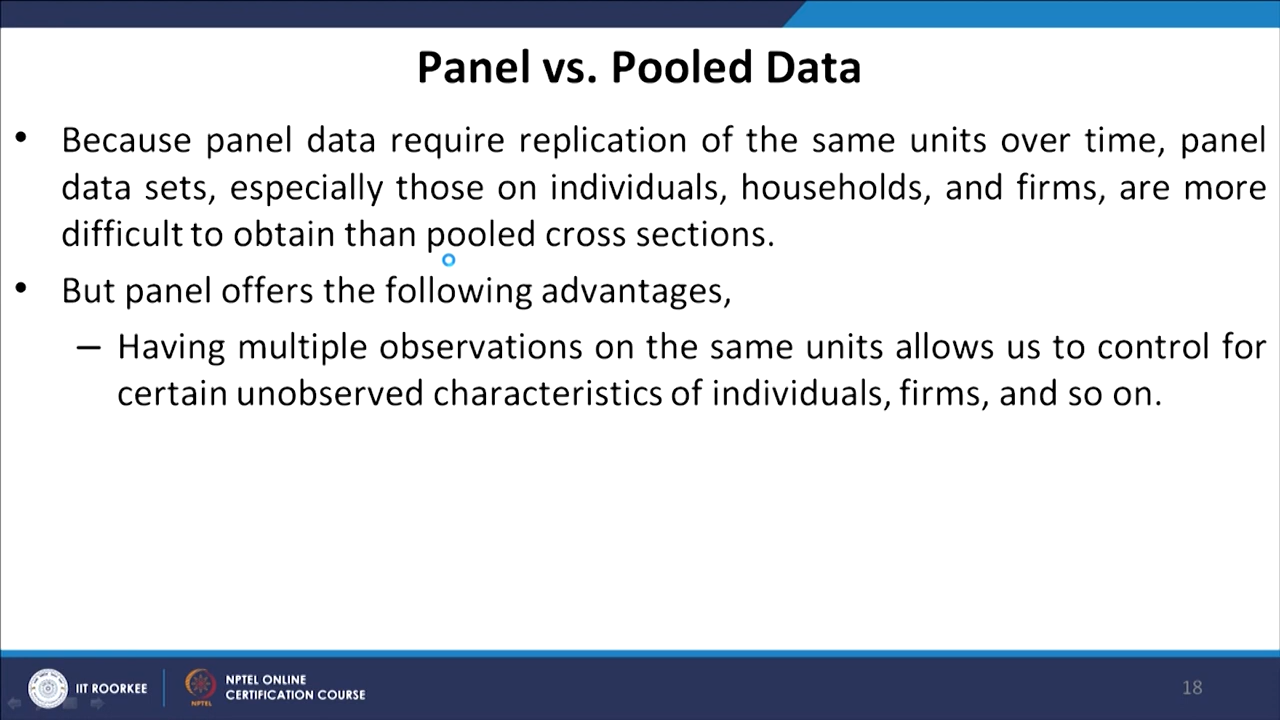 Panel vs. Pooled Data
• Because panel data require replication of the same units over time, panel
data sets, especially those on individuals, households, and firms, are more
difficult to obtain than pooled cross sections.
• But panel offers the following advantages,
– Having multiple observations on the same units allows us to control for
certain unobserved characteristics of individuals, firms, and so on.
IIT ROORKEE
NPTEL
NPTEL ONLINE
CERTIFICATION COURSE
18